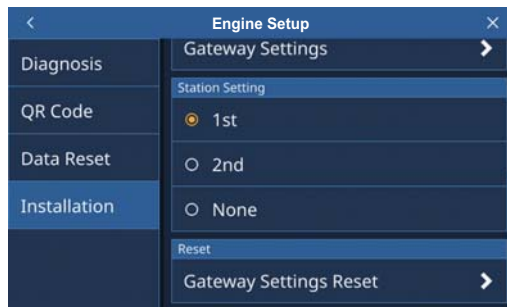 Engine Setup
Diagnosis
QR Code
Data Reset
Installation
Gateway Settings
Station Setting
1st
2nd
None
Reset
Gateway Settings Reset